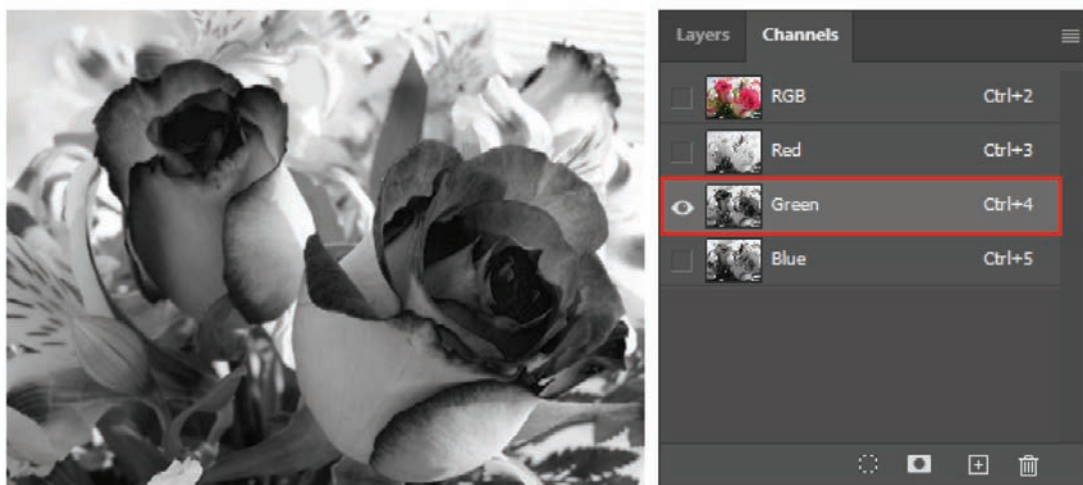 Layers Channels
RGB Ctrl+2
Red Ctrl+3
Green Ctrl+4
Blue Ctrl+5